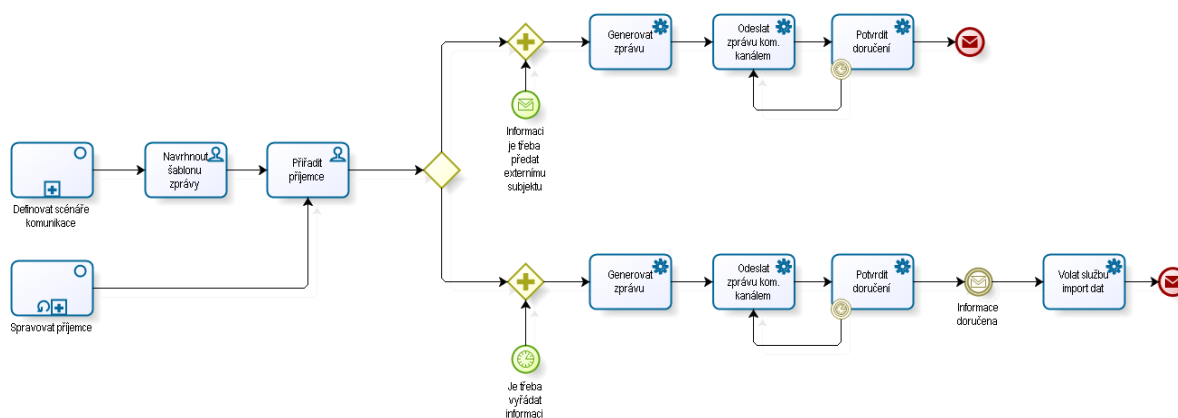 Generovat
zprávu
Odeslat
zprávu kom.
kanálem
Potvrdit
doručení
Informaci
je třeba
předat
externímu
subjektu
Navrhnout
šablonu
zprávy
Přiřadit
příjemce
Definovat scénáře
komunikace
Spravovat příjemce
Generovat
zprávu
Odeslat
zprávu kom.
kanálem
Potvrdit
doručení
Informace
doručena
Volat službu
import dat
Je třeba
vyřádát
informaci